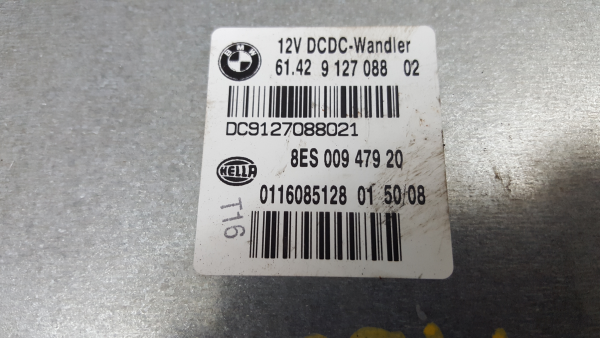 BMW
12V DCDC-Wandler
61.42 9 127 088 02
DC9127088021
8ES 009 479 20
HELLA
0116085128 01 50/08
T16